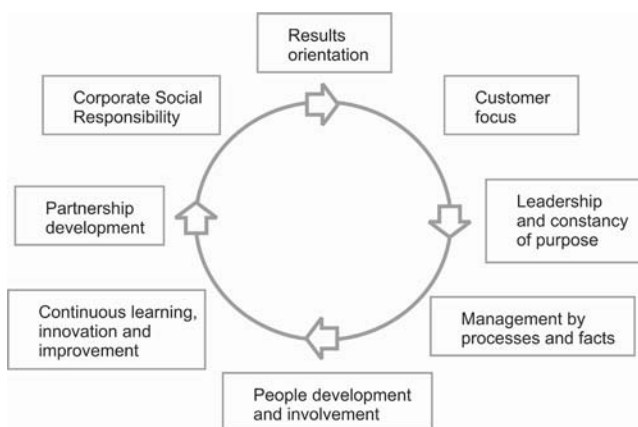 Results
orientation
Customer
focus
Leadership
and constancy
of purpose
Management by
processes and facts
People development
and involvement
Continuous learning,
innovation and
improvement
Partnership
development
Corporate Social
Responsibility